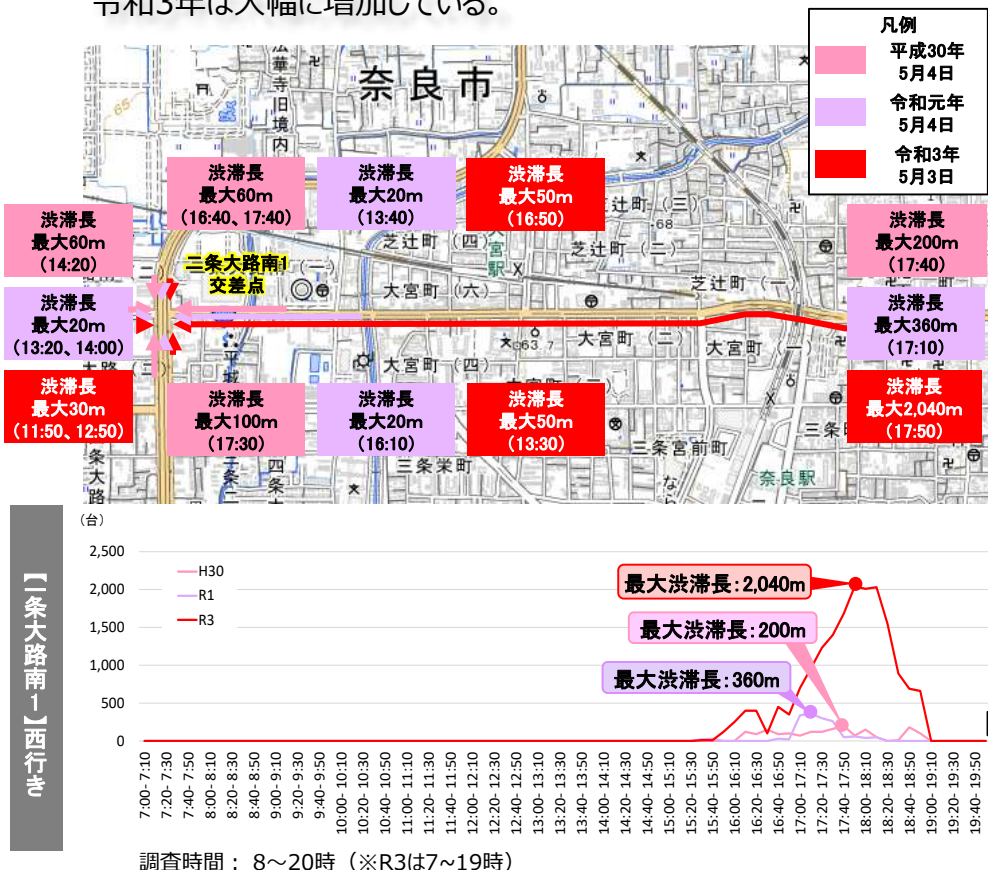 令和3年は大幅に増加している。
凡例
平成30年
5月4日
令和元年
5月4日
令和3年
5月3日
奈良市
法華寺旧境内
65
渋滞長
最大60m
(14:20)
渋滞長
最大20m
(13:20、14:00)
渋滞長
最大30m
(11:50、12:50)
渋滞長
最大60m
(16:40、17:40)
渋滞長
最大20m
(13:40)
渋滞長
最大50m
(16:50)
渋滞長
最大200m
(17:40)
渋滞長
最大360m
(17:10)
渋滞長
最大2,040m
(17:50)
二条大路南1
交差点
芝辻町(四)
芝辻町(二)
辻町(三)
芝辻町(一)
68
大宮町(六)
大宮町(二)
大宮町(四)
大宮町(一)
63.7
三宮前町
三条栄町
奈良駅
条大路
渋滞長
最大100m
(17:30)
渋滞長
最大20m
(16:10)
渋滞長
最大50m
(13:30)
【二条大路南1】西行き
(台)
2,500
2,000
1,500
1,000
500
0
H30
R1
R3
最大渋滞長:2,040m
最大渋滞長:200m
最大渋滞長:360m
7:00- 7:10
7:20- 7:30
7:40- 7:50
8:00- 8:10
8:20- 8:30
8:40- 8:50
9:00- 9:10
9:20- 9:30
9:40- 9:50
10:00- 10:10
10:20- 10:30
10:40- 10:50
11:00- 11:10
11:20- 11:30
11:40- 11:50
12:00- 12:10
12:20- 12:30
12:40- 12:50
13:00- 13:10
13:20- 13:30
13:40- 13:50
14:00- 14:10
14:20- 14:30
14:40- 14:50
15:00- 15:10
15:20- 15:30
15:40- 15:50
16:00- 16:10
16:20- 16:30
16:40- 16:50
17:00- 17:10
17:20- 17:30
17:40- 17:50
18:00- 18:10
18:20- 18:30
18:40- 18:50
19:00- 19:10
19:20- 19:30
19:40- 19:50
調査時間： 8～20時（※R3は7~19時）